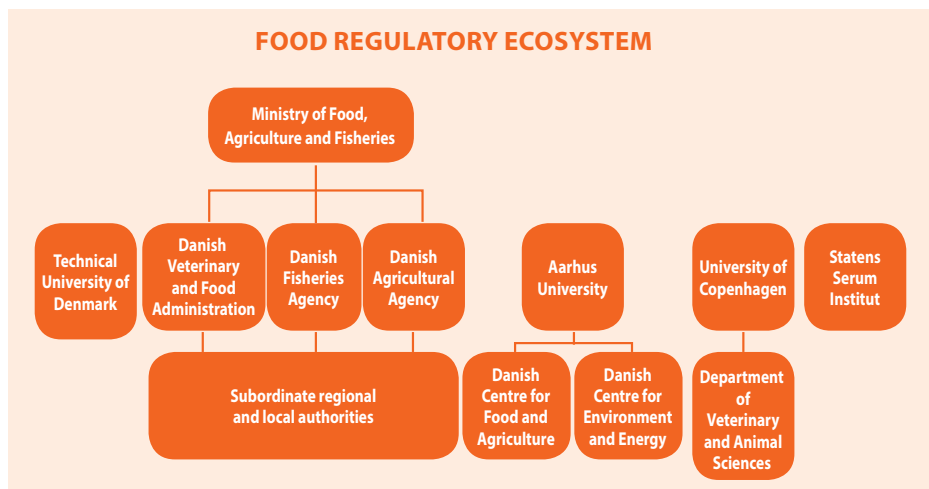 FOOD REGULATORY ECOSYSTEM
Ministry of Food,
Agriculture and Fisheries
Technical
University of
Denmark
Danish
Veterinary
and Food
Administration
Danish
Fisheries
Agency
Danish
Agricultural
Agency
Aarhus
University
University of
Copenhagen
Statens
Serum
Institut
Subordinate regional
and local authorities
Danish
Centre for
Food and
Agriculture
Danish
Centre for
Environment
and Energy
Department
of
Veterinary
and Animal
Sciences